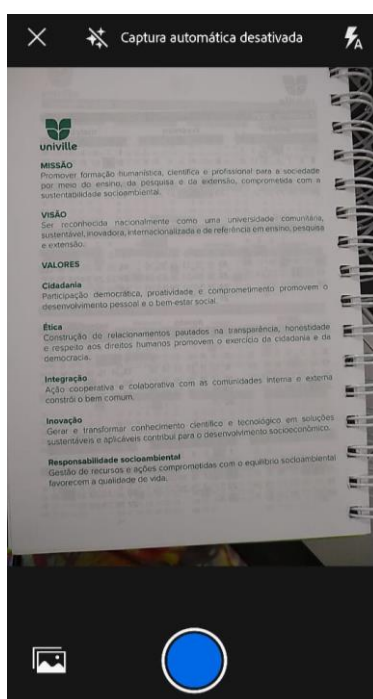 Captura automática desativada
A
univille
MISSÃO
Promover formação humanística, científica e profissional para a sociedade
por meio do ensino, da pesquisa e da extensão, comprometida com a
sustentabilidade socioambiental.
VISÃO
Ser reconhecida nacionalmente como uma universidade comunitária,
sustentável, inovadora, internacionalizada e de referência em ensino, pesquisa
e extensão.
VALORES
Cidadania
Participação democrática, proatividade e comprometimento promovem o
desenvolvimento pessoal e o bem-estar social.
Ética
Construção de relacionamentos pautados na transparência, honestidade
e respeito aos direitos humanos promovem o exercício da cidadania e da
democracia.
Integração
Ação cooperativa e colaborativa com as comunidades interna e externa
constrói o bem comum.
Inovação
Gerar e transformar conhecimento científico e tecnológico em soluções
sustentáveis e aplicáveis contribui para o desenvolvimento socioeconômico.
Responsabilidade socioambiental
Gestão de recursos e ações comprometidas com o equilíbrio socioambiental
favorecem a qualidade de vida.